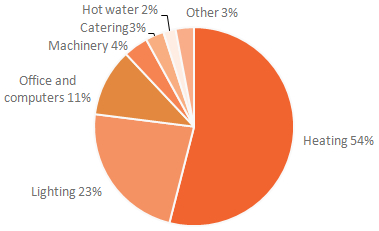 Hot water 2%
Other 3%
Catering3%
Machinery 4%
Office and
computers 11%
Heating 54%
Lighting 23%